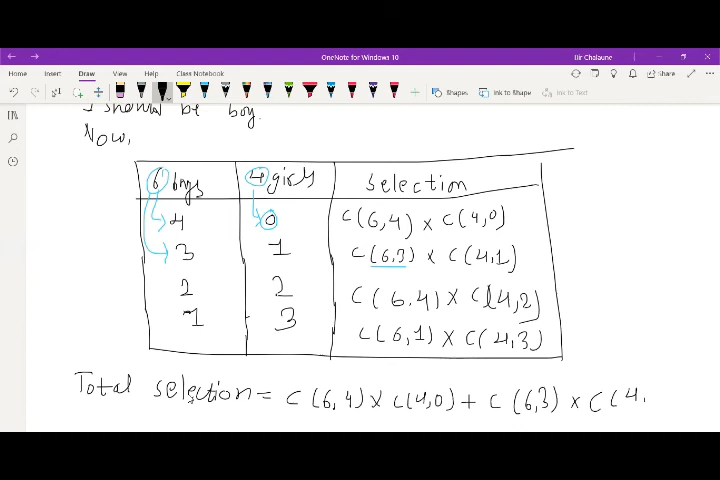 OneNote for Windows 10
Bir Chalaune
Home Insert Draw View Help Class Notebook Share
Shapes Ink to Shape Ink to Text
1 should be boy.
Now,
6 boys 4 girls Selection
4 0 C(6,4) × C(4,0)
3 1 C(6,3) × C(4,1)
2 2 C(6,4) × C(4,2)
1 3 C(6,1) × C(4,3)
Total selection = C(6,4) × C(4,0) + C(6,3) × C(4,